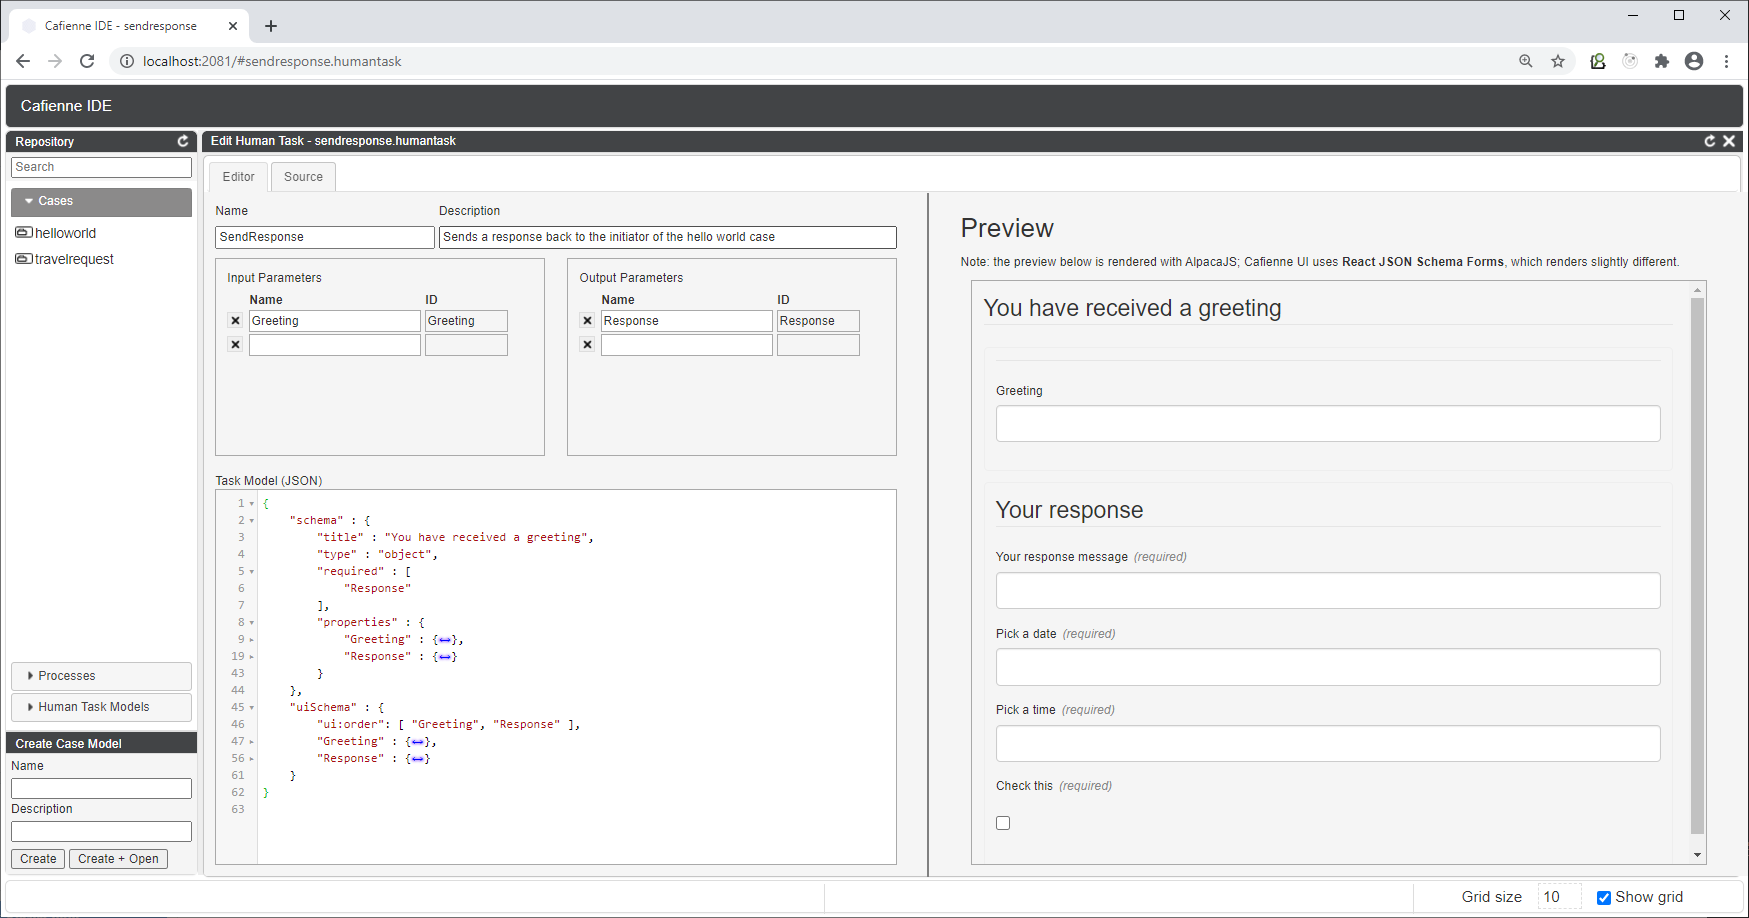 Cafienne IDE - sendresponse
localhost:2081/#sendresponse.humantask
Cafienne IDE
Repository
Search
Cases
helloworld
travelrequest
Processes
Human Task Models
Create Case Model
Name
Description
Create Create + Open
Edit Human Task - sendresponse.humantask
Editor Source
Name Description
SendResponse Sends a response back to the initiator of the hello world case
Input Parameters
Name ID
Greeting Greeting
Output Parameters
Name ID
Response Response
Task Model (JSON)
1 {
2 "schema" : {
3 "title" : "You have received a greeting",
4 "type" : "object",
5 "required" : [
6 "Response"
7 ],
8 "properties" : {
9 "Greeting" : {↔},
19 "Response" : {↔}
43 }
44 },
45 "uiSchema" : {
46 "ui:order": [ "Greeting", "Response" ],
47 "Greeting" : {↔},
56 "Response" : {↔}
61 }
62 }
63
Preview
Note: the preview below is rendered with AlpacaJS; Cafienne UI uses React JSON Schema Forms, which renders slightly different.
You have received a greeting
Greeting
Your response
Your response message (required)
Pick a date (required)
Pick a time (required)
Check this (required)
Grid size 10 Show grid